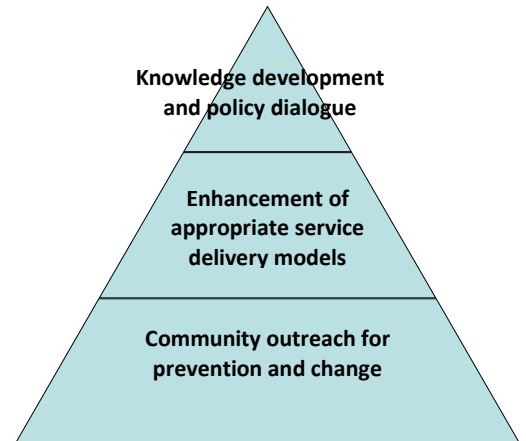 Knowledge development
and policy dialogue
Enhancement of
appropriate service
delivery models
Community outreach for
prevention and change